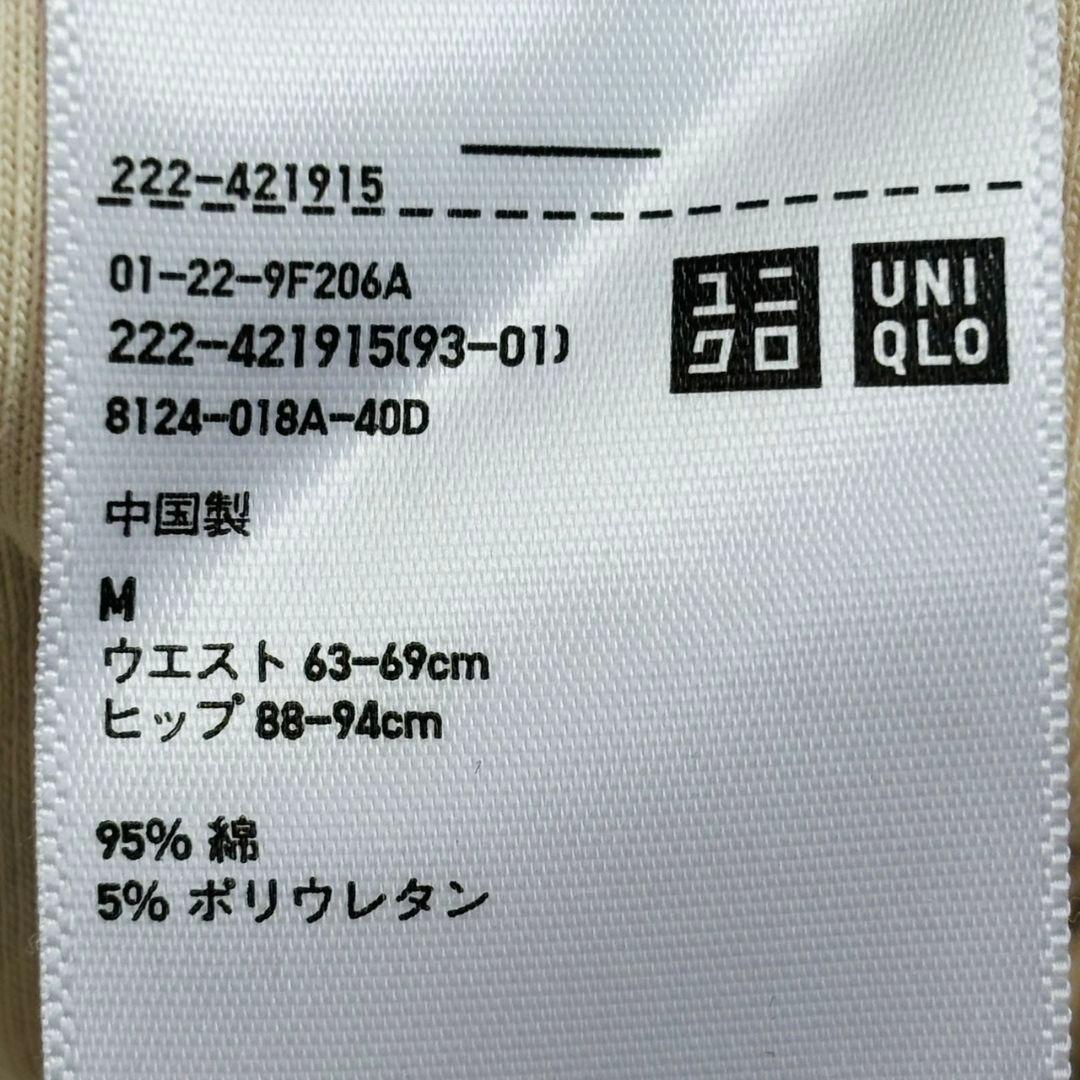 222-421915
01-22-9F206A
222-421915(93-01)
8124-018A-40D
ユニ
クロ
UNI
QLO
中国製
M
ウエスト 63-69cm
ヒップ 88-94cm
95% 綿
5% ポリウレタン